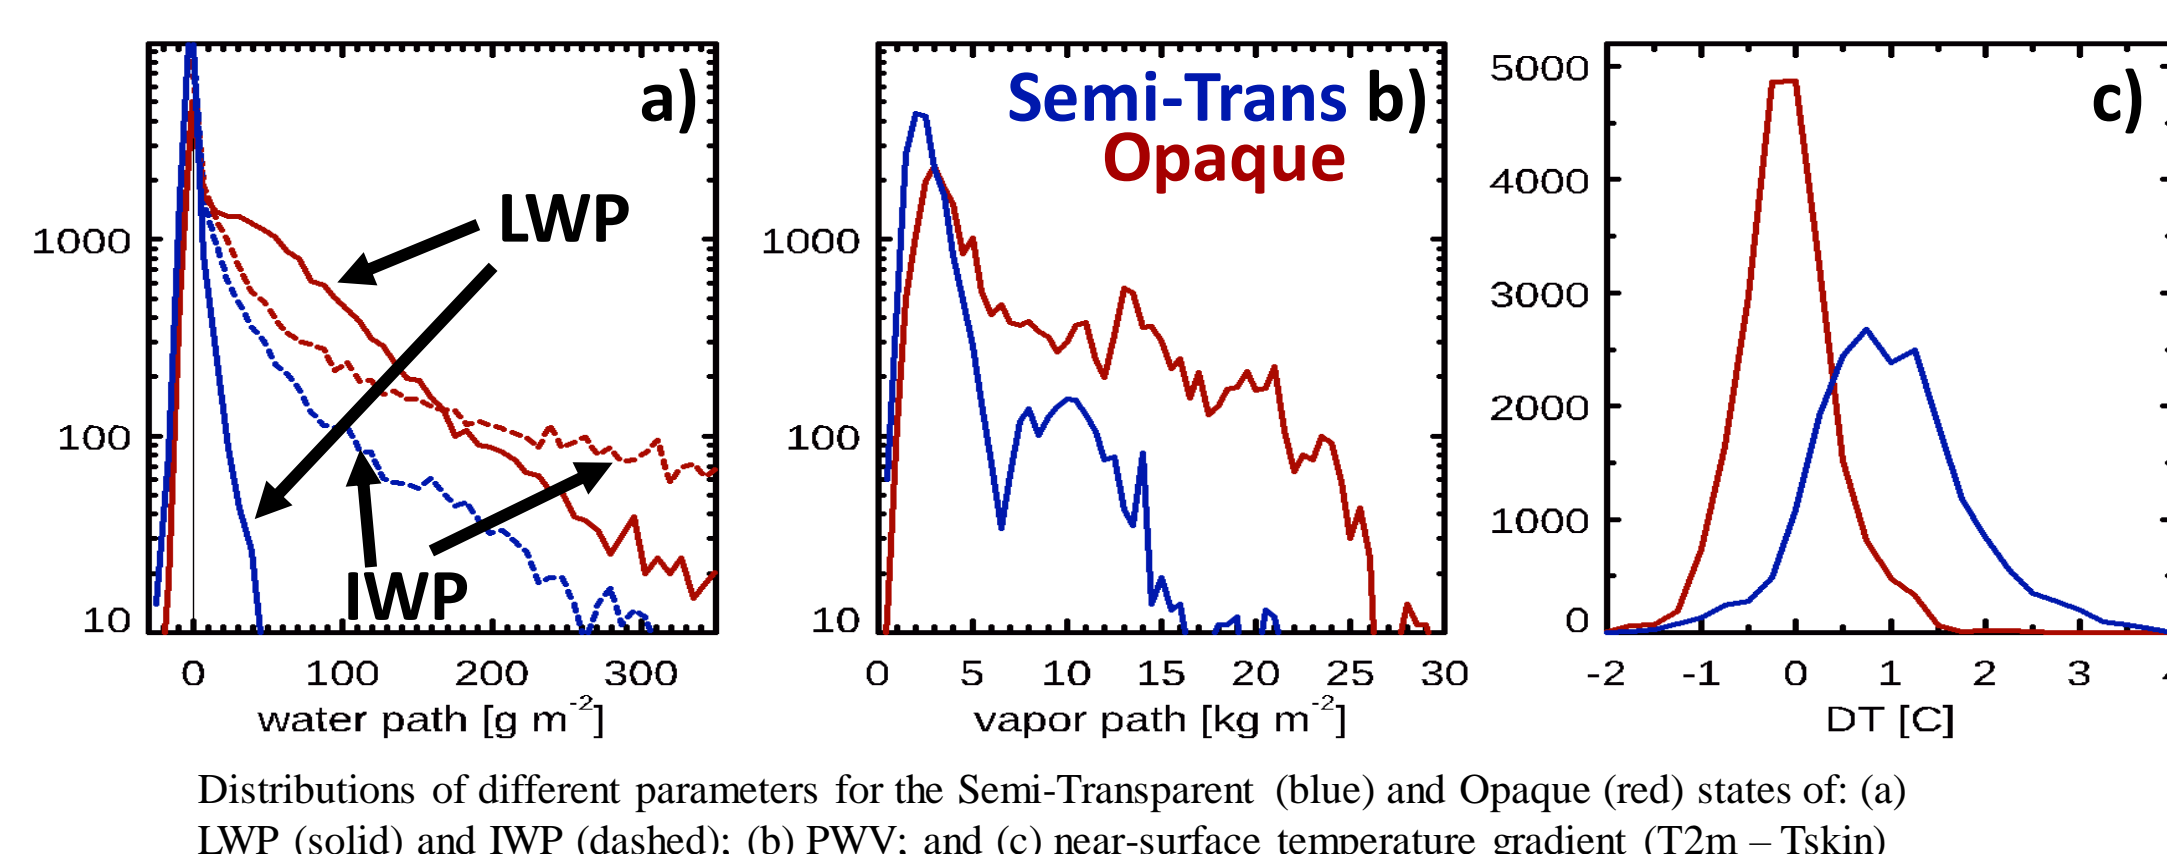 a)
LWP
IWP
1000
100
10
0 100 200 300
water path [g m⁻²]
Semi-Trans b)
Opaque
1000
100
10
0 5 10 15 20 25 30
vapor path [kg m⁻²]
c)
5000
4000
3000
2000
1000
0
-2 -1 0 1 2 3
DT [C]
Distributions of different parameters for the Semi-Transparent (blue) and Opaque (red) states of: (a)
LWP (solid) and IWP (dashed); (b) PWV; and (c) near-surface temperature gradient (T2m – Tskin)